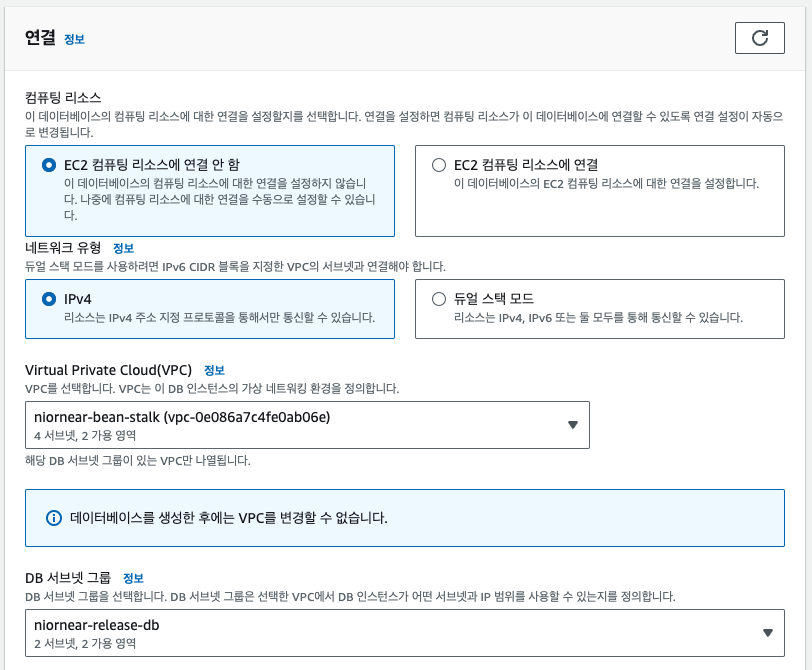 연결 정보
컴퓨팅 리소스
이 데이터베이스의 컴퓨팅 리소스에 대한 연결을 설정할지를 선택합니다. 연결을 설정하면 컴퓨팅 리소스가 이 데이터베이스에 연결할 수 있도록 연결 설정이 자동으
로 변경됩니다.
EC2 컴퓨팅 리소스에 연결 안 함
이 데이터베이스의 컴퓨팅 리소스에 대한 연결을 설정하지 않습니
다. 나중에 컴퓨팅 리소스에 대한 연결을 수동으로 설정할 수 있습니
다.
EC2 컴퓨팅 리소스에 연결
이 데이터베이스의 EC2 컴퓨팅 리소스에 대한 연결을 설정합니다.
네트워크 유형 정보
듀얼 스택 모드를 사용하려면 IPv6 CIDR 블록을 지정한 VPC의 서브넷과 연결해야 합니다.
IPv4
리소스는 IPv4 주소 지정 프로토콜을 통해서만 통신할 수 있습니다.
듀얼 스택 모드
리소스는 IPv4, IPv6 또는 둘 모두를 통해 통신할 수 있습니다.
Virtual Private Cloud(VPC) 정보
VPC를 선택합니다. VPC는 이 DB 인스턴스의 가상 네트워킹 환경을 정의합니다.
niornear-bean-stalk (vpc-0e086a7c4fe0ab06e)
4 서브넷, 2 가용 영역
해당 DB 서브넷 그룹이 있는 VPC만 나열됩니다.
데이터베이스를 생성한 후에는 VPC를 변경할 수 없습니다.
DB 서브넷 그룹 정보
DB 서브넷 그룹을 선택합니다. DB 서브넷 그룹은 선택한 VPC에서 DB 인스턴스가 어떤 서브넷과 IP 범위를 사용할 수 있는지를 정의합니다.
niornear-release-db
2 서브넷, 2 가용 영역